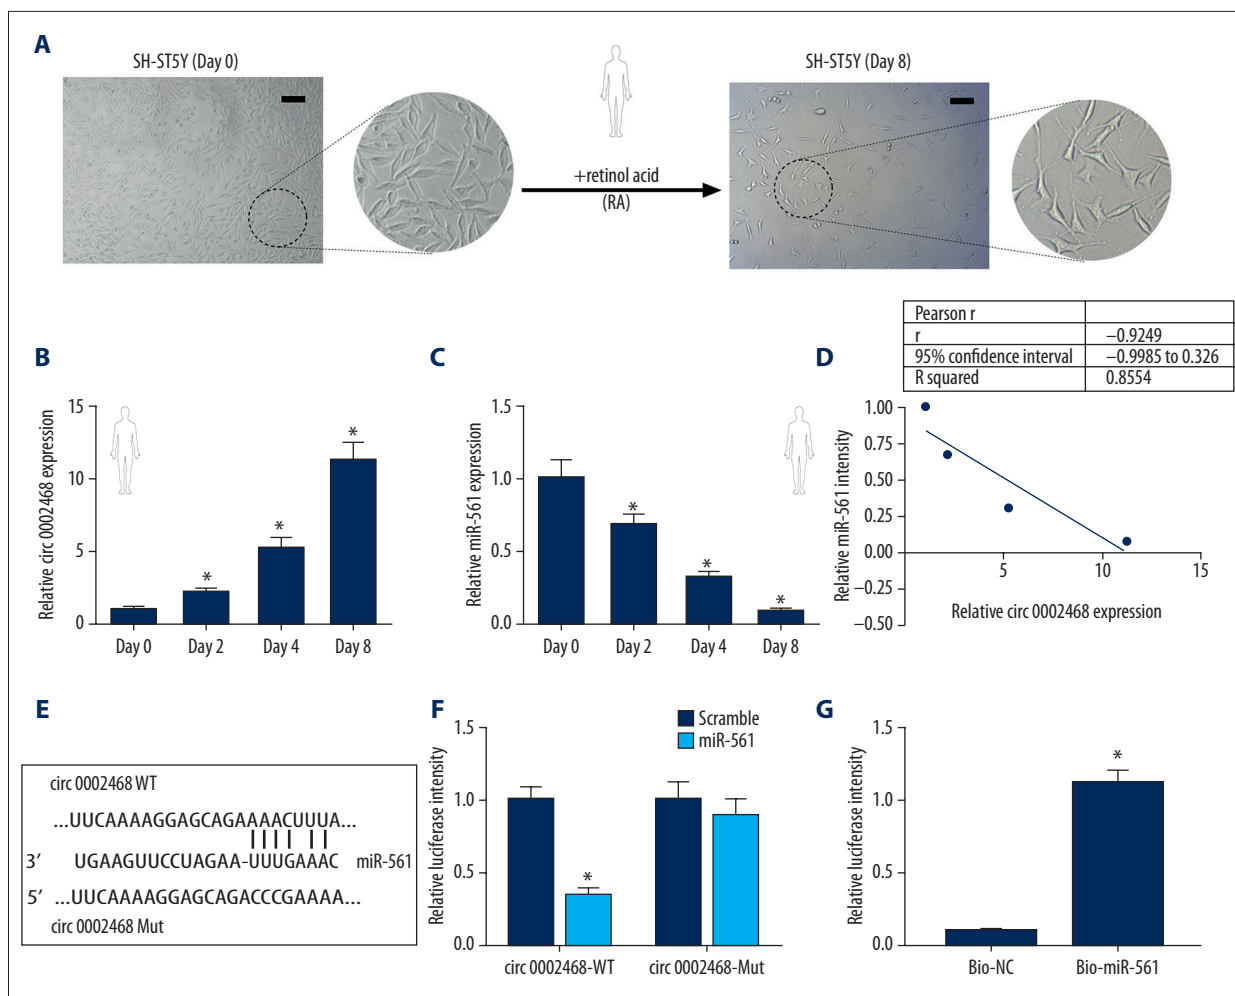 A
SH-ST5Y (Day 0)
SH-ST5Y (Day 8)
+retinol acid
(RA)
B
Relative circ 0002468 expression
15
10
5
0
Day 0 Day 2 Day 4 Day 8
* * *
C
Relative miR-561 expression
1.5
1.0
0.5
0.0
Day 0 Day 2 Day 4 Day 8
* * *
D
Pearson r
r −0.9249
95% confidence interval −0.9985 to 0.326
R squared 0.8554
Relative miR-561 intensity
1.00
0.75
0.50
0.25
0.00
−0.25
−0.50
5 10 15
Relative circ 0002468 expression
E
circ 0002468 WT
...UUCAAAAGGAGCAGAAAACUUUA...
3′ UGAAGUUCCUAGAA-UUUGAAAC miR-561
5′ ...UUCAAAAGGAGCAGACCCGAAAA...
circ 0002468 Mut
F
Scramble
miR-561
Relative luciferase intensity
1.5
1.0
0.5
0.0
*
circ 0002468-WT circ 0002468-Mut
G
Relative luciferase intensity
1.5
1.0
0.5
0.0
*
Bio-NC Bio-miR-561